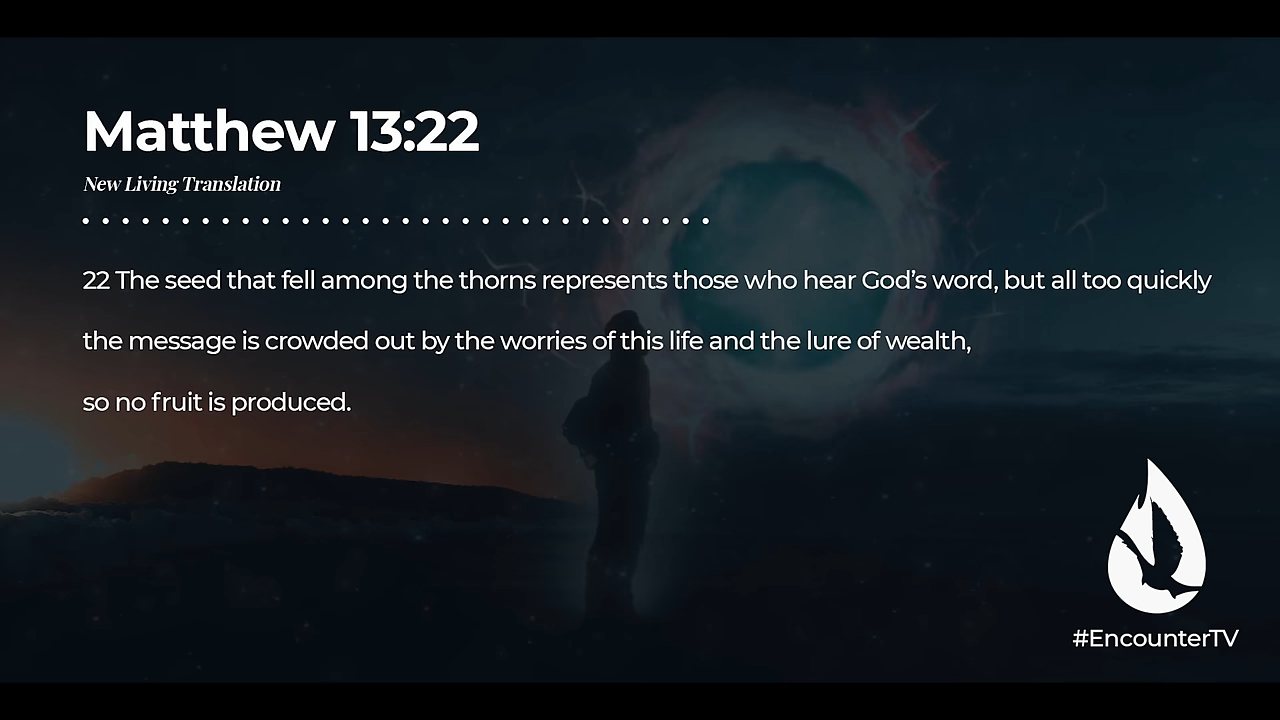 Matthew 13:22
New Living Translation
22 The seed that fell among the thorns represents those who hear God’s word, but all too quickly
the message is crowded out by the worries of this life and the lure of wealth,
so no fruit is produced.
#EncounterTV